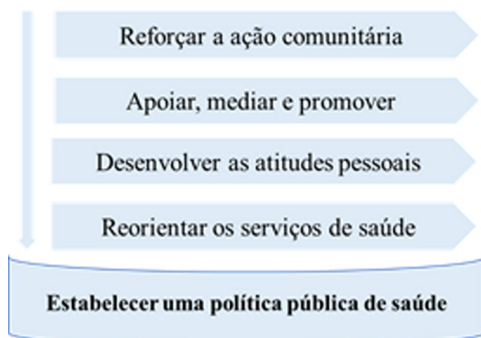 Reforçar a ação comunitária
Apoiar, mediar e promover
Desenvolver as atitudes pessoais
Reorientar os serviços de saúde
Estabelecer uma política pública de saúde